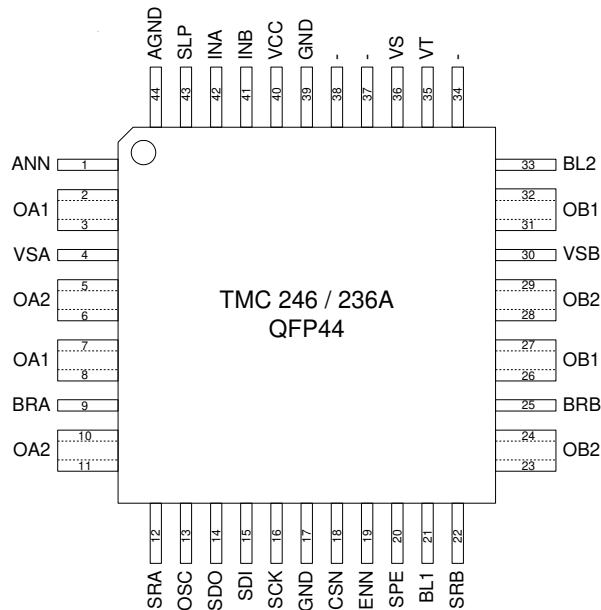 AGND SLP INA INB VCC GND - - VS VT -
44 43 42 41 40 39 38 37 36 35 34
ANN 1 33 BL2
OA1 2 3 32 31 OB1
VSA 4 30 VSB
OA2 5 6 29 28 OB2
TMC 246 / 236A
QFP44
OA1 7 8 27 26 OB1
BRA 9 25 BRB
OA2 10 11 24 23 OB2
12 13 14 15 16 17 18 19 20 21 22
SRA OSC SDO SDI SCK GND CSN ENN SPE BL1 SRB